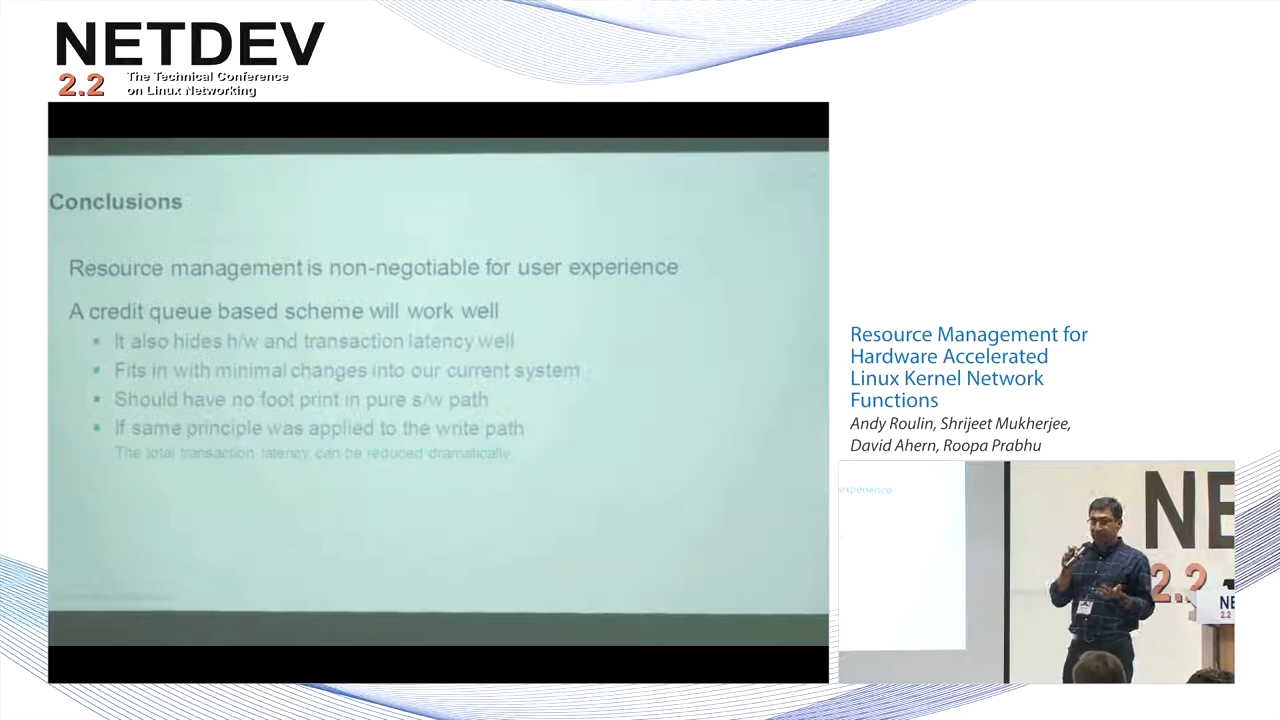 NETDEV
2.2
The Technical Conference
on Linux Networking
Conclusions
Resource management is non-negotiable for user experience
A credit queue based scheme will work well
▪ It also hides h/w and transaction latency well
▪ Fits in with minimal changes into our current system
▪ Should have no foot print in pure s/w path
▪ If same principle was applied to the write path
The total transaction latency can be reduced dramatically.
Resource Management for
Hardware Accelerated
Linux Kernel Network
Functions
Andy Roulin, Shrijeet Mukherjee,
David Ahern, Roopa Prabhu
experience
NE
2.2
NE
2.2